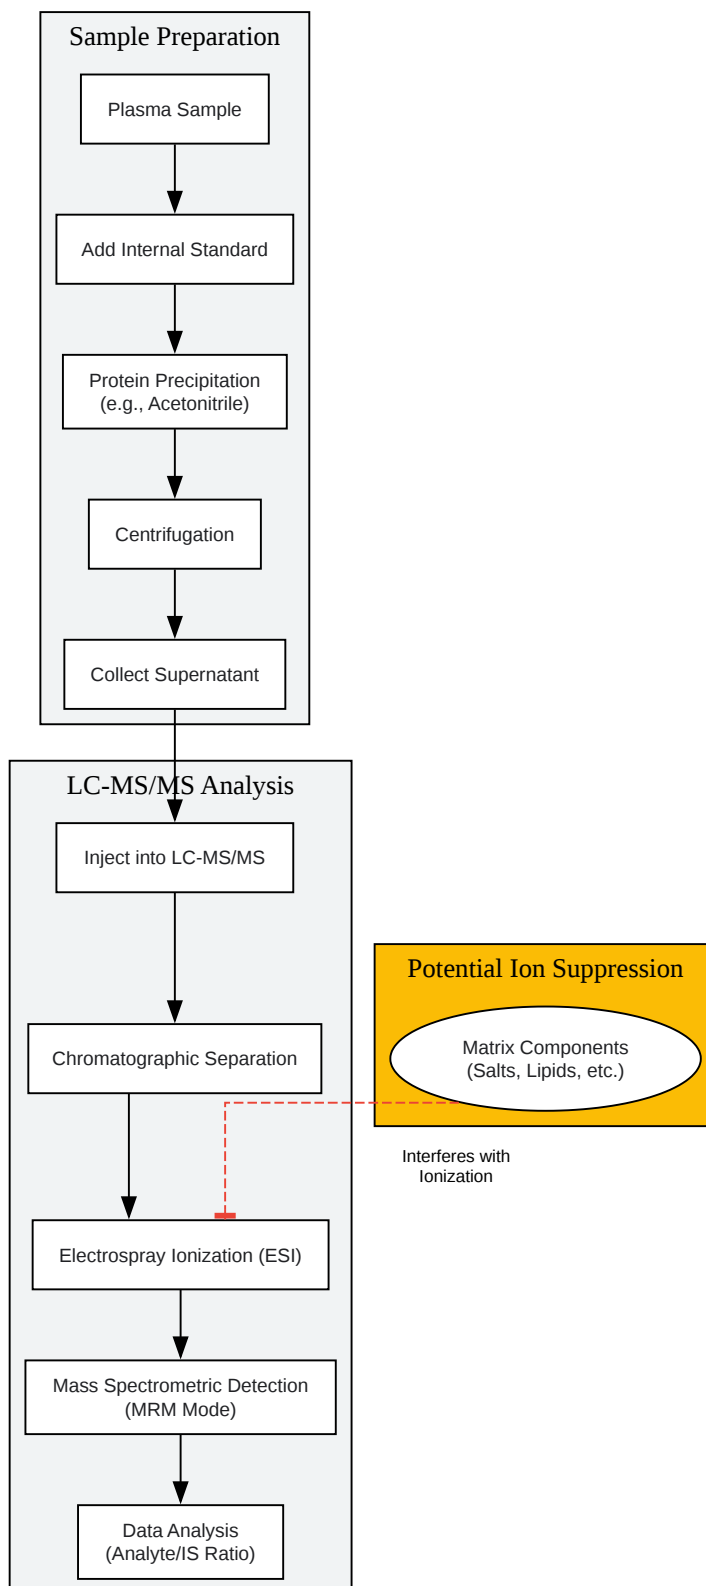 Sample Preparation
Plasma Sample
Add Internal Standard
Protein Precipitation
(e.g., Acetonitrile)
Centrifugation
Collect Supernatant
LC-MS/MS Analysis
Inject into LC-MS/MS
Chromatographic Separation
Potential Ion Suppression
Matrix Components
(Salts, Lipids, etc.)
Interferes with
Ionization
Electrospray Ionization (ESI)
Mass Spectrometric Detection
(MRM Mode)
Data Analysis
(Analyte/IS Ratio)